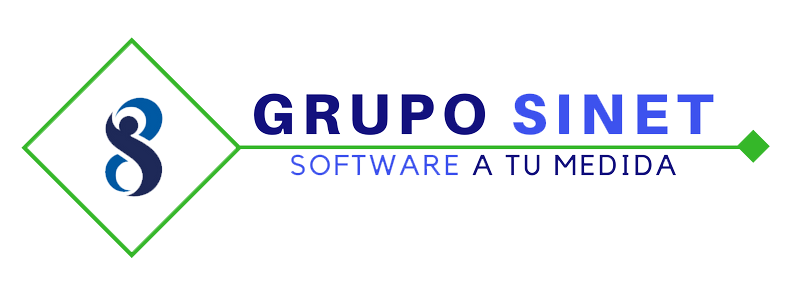 GRUPO SINET
SOFTWARE A TU MEDIDA